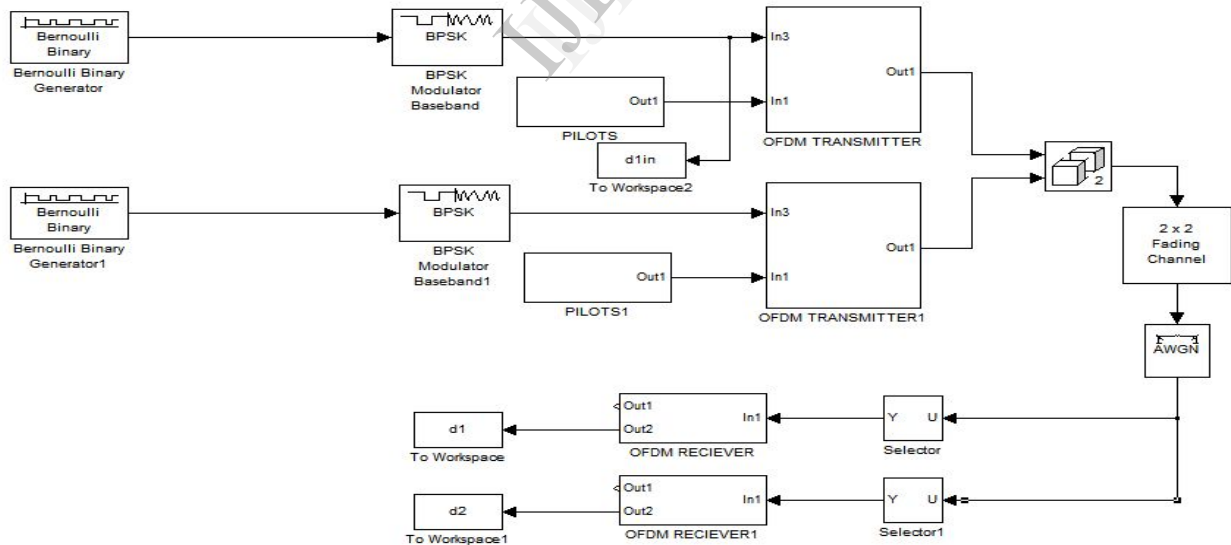 Bernoulli
Binary
Bernoulli Binary
Generator
BPSK
BPSK
Modulator
Baseband
Out1
PILOTS
In3
In1
Out1
OFDM TRANSMITTER
d1in
To Workspace2
Bernoulli
Binary
Bernoulli Binary
Generator1
BPSK
BPSK
Modulator
Baseband1
Out1
PILOTS1
In3
In1
Out1
OFDM TRANSMITTER1
2
2 x 2
Fading
Channel
AWGN
d1
To Workspace
Out1
Out2
In1
OFDM RECIEVER
Y U
Selector
d2
To Workspace1
Out1
Out2
In1
OFDM RECIEVER1
Y U
Selector1